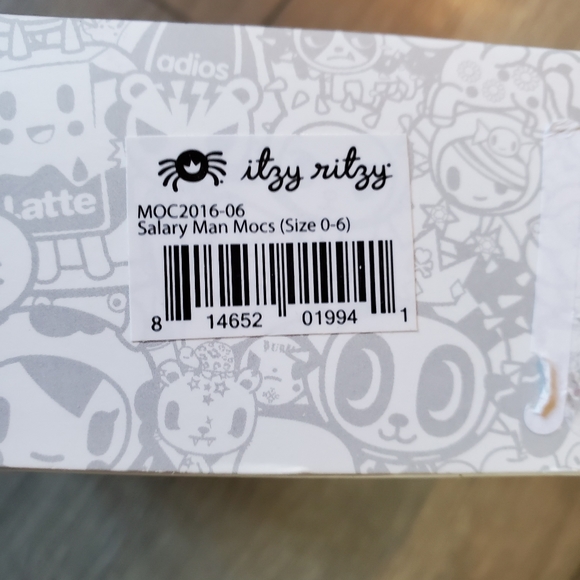 adios
Latte
itzy ritzy
MOC2016-06
Salary Man Mocs (Size 0-6)
8 14652 01994 1